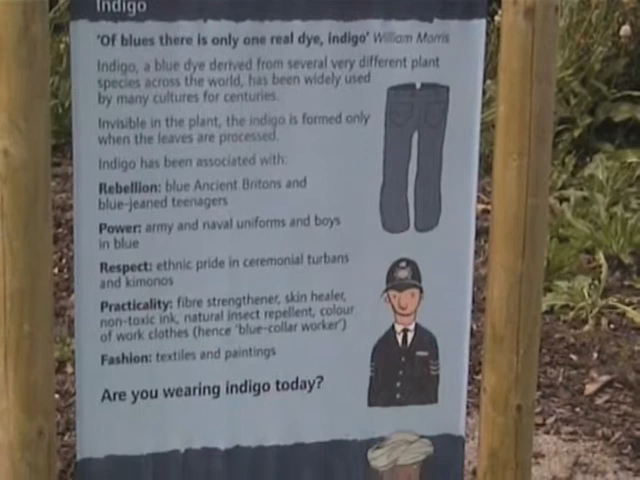 Indigo
'Of blues there is only one real dye, indigo' William Morris
Indigo, a blue dye derived from several very different plant
species across the world, has been widely used
by many cultures for centuries.
Invisible in the plant, the indigo is formed only
when the leaves are processed.
Indigo has been associated with:
Rebellion: blue Ancient Britons and
blue-jeaned teenagers
Power: army and naval uniforms and boys
in blue
Respect: ethnic pride in ceremonial turbans
and kimonos
Practicality: fibre strengthener, skin healer,
non-toxic ink, natural insect repellent, colour
of work clothes (hence 'blue-collar worker')
Fashion: textiles and paintings
Are you wearing indigo today?